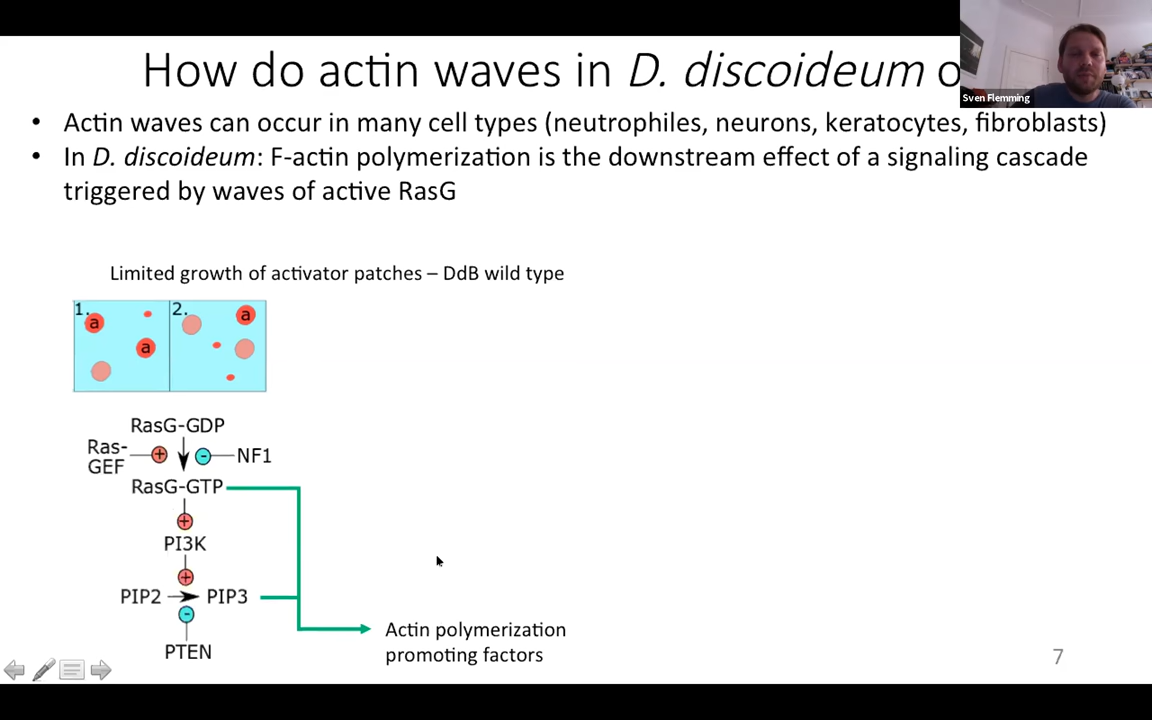 How do actin waves in D. discoideum o
Sven Flemming
• Actin waves can occur in many cell types (neutrophiles, neurons, keratocytes, fibroblasts)
• In D. discoideum: F-actin polymerization is the downstream effect of a signaling cascade
triggered by waves of active RasG
Limited growth of activator patches – DdB wild type
1. 2.
a a
a
RasG-GDP
Ras-
GEF + - NF1
RasG-GTP
+
PI3K
+
PIP2 PIP3
-
PTEN
Actin polymerization
promoting factors
7